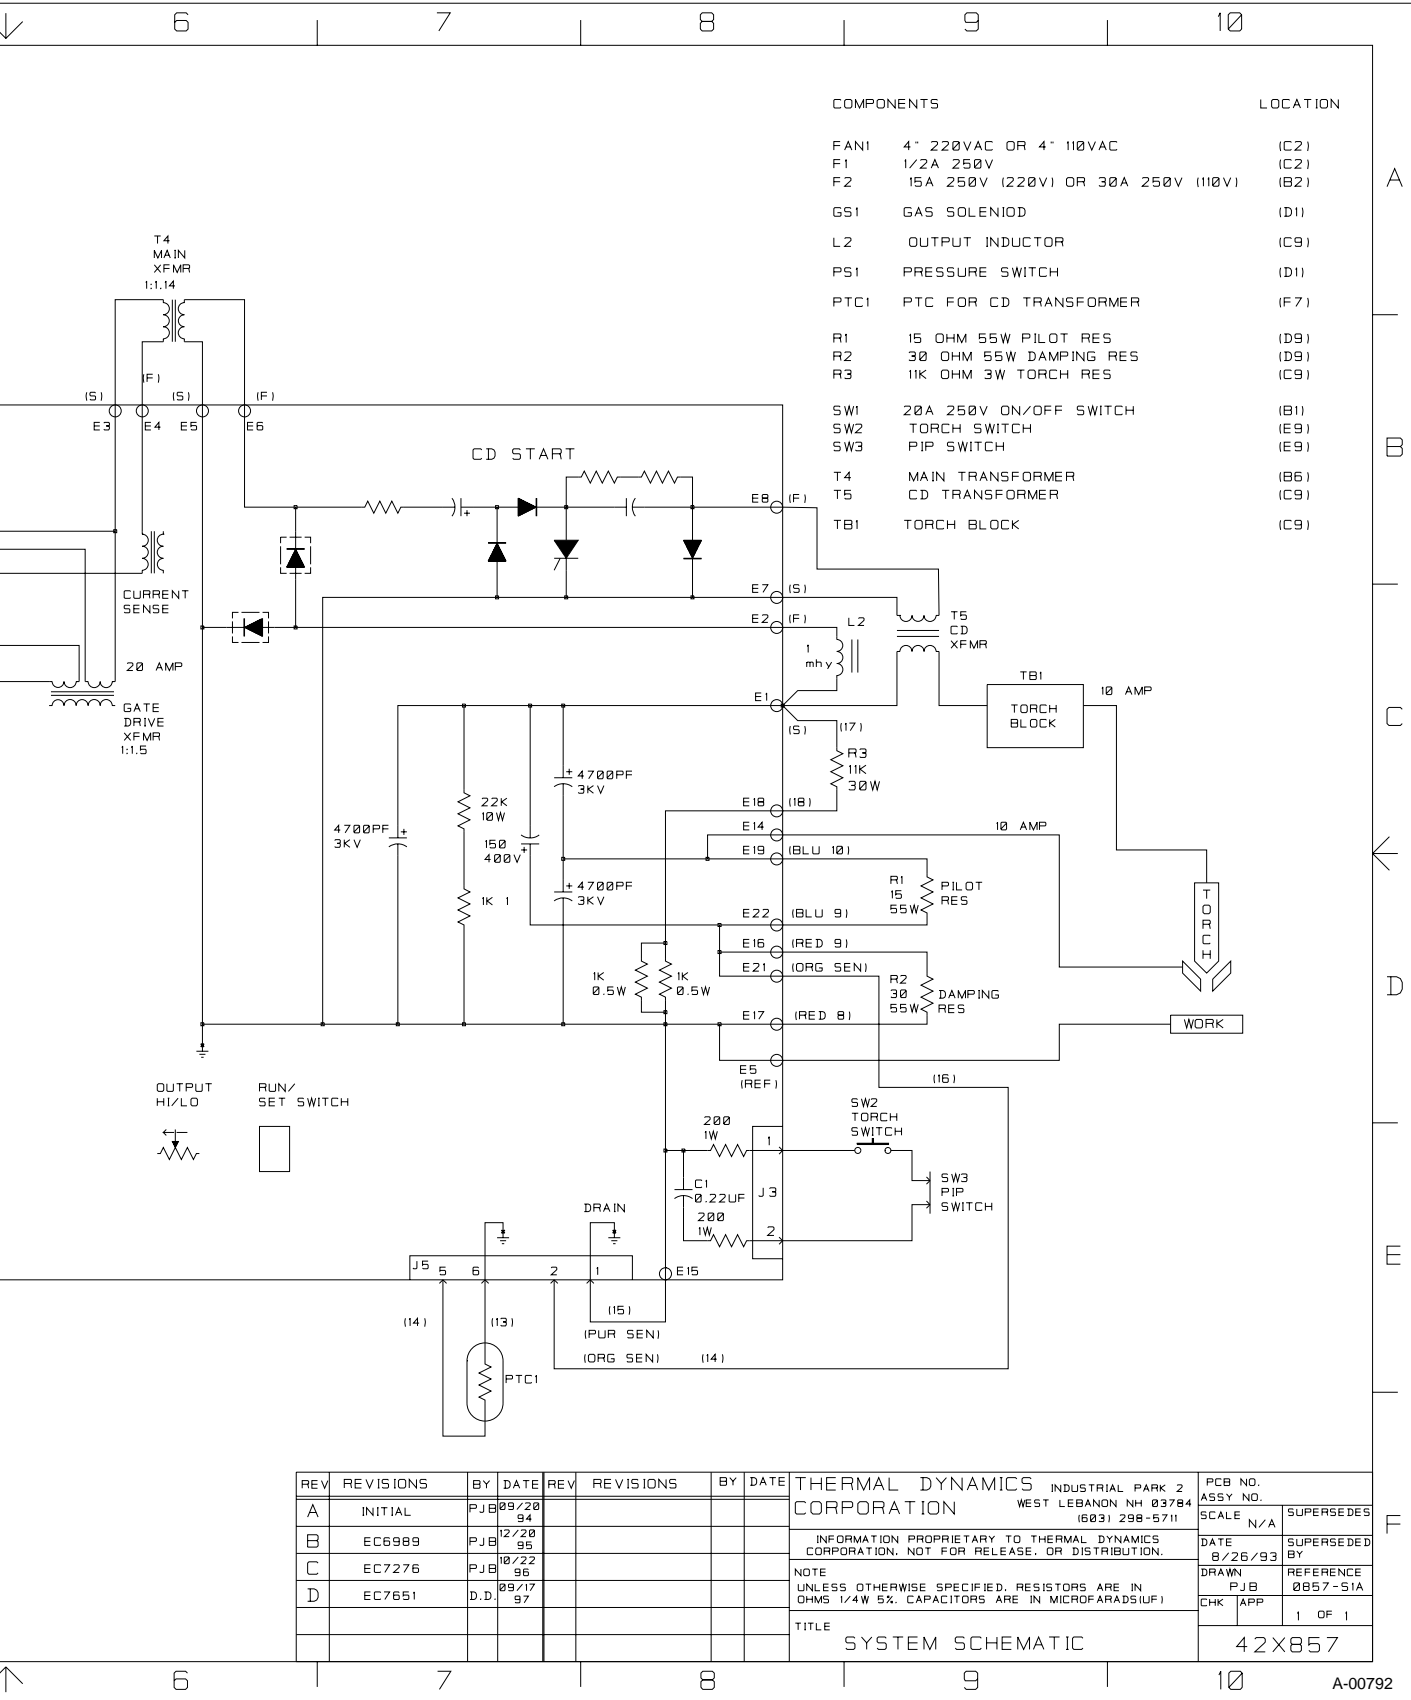 6 7 8 9 10
COMPONENTS LOCATION
FAN1 4" 220VAC OR 4" 110VAC (C2)
F1 1/2A 250V (C2)
F2 15A 250V (220V) OR 30A 250V (110V) (B2)
GS1 GAS SOLENIOD (D1)
L2 OUTPUT INDUCTOR (C9)
PS1 PRESSURE SWITCH (D1)
PTC1 PTC FOR CD TRANSFORMER (F7)
R1 15 OHM 55W PILOT RES (D9)
R2 30 OHM 55W DAMPING RES (D9)
R3 11K OHM 3W TORCH RES (C9)
SW1 20A 250V ON/OFF SWITCH (B1)
SW2 TORCH SWITCH (E9)
SW3 PIP SWITCH (E9)
T4 MAIN TRANSFORMER (B6)
T5 CD TRANSFORMER (C9)
TB1 TORCH BLOCK (C9)
A
B
C
D
E
F
T4
MAIN
XFMR
1:1.14
(F)
(S) (S) (F)
E3 E4 E5 E6
CD START
E8 (F)
CURRENT
SENSE
E7 (S)
E2 (F) L2
T5
CD
XFMR
1
mhy
20 AMP
GATE
DRIVE
XFMR
1:1.5
E1
(S) (17)
TB1
TORCH
BLOCK
10 AMP
R3
11K
30W
4700PF
3KV
22K
10W
E18 (18)
4700PF
3KV
150
400V
E14 10 AMP
E19 (BLU 10)
4700PF
3KV
1K 1
R1
15
55W
PILOT
RES
E22 (BLU 9)
E16 (RED 9)
E21 (ORG SEN)
1K
0.5W
1K
0.5W
R2
30
55W
DAMPING
RES
E17 (RED 8)
TORCH
WORK
E5
(REF)
(16)
OUTPUT
HI/LO
RUN/
SET SWITCH
SW2
TORCH
SWITCH
200
1W
1
C1
0.22UF
J3
SW3
PIP
SWITCH
200
1W
2
DRAIN
J5 5 6 2 1
E15
(14) (13) (15)
(PUR SEN)
(ORG SEN) (14)
PTC1
REV REVISIONS BY DATE REV REVISIONS BY DATE
A INITIAL PJB 09/20 94
B EC6989 PJB 12/20 95
C EC7276 PJB 10/22 96
D EC7651 D.D. 09/17 97
THERMAL DYNAMICS INDUSTRIAL PARK 2
CORPORATION WEST LEBANON NH 03784
(603) 298-5711
INFORMATION PROPRIETARY TO THERMAL DYNAMICS
CORPORATION. NOT FOR RELEASE. OR DISTRIBUTION.
NOTE
UNLESS OTHERWISE SPECIFIED. RESISTORS ARE IN
OHMS 1/4W 5%. CAPACITORS ARE IN MICROFARADS(UF)
TITLE
SYSTEM SCHEMATIC
PCB NO.
ASSY NO.
SCALE N/A SUPERSEDES
DATE 8/26/93 SUPERSEDED BY
DRAWN PJB REFERENCE 0857-S1A
CHK APP 1 OF 1
42X857
6 7 8 9 10
A-00792